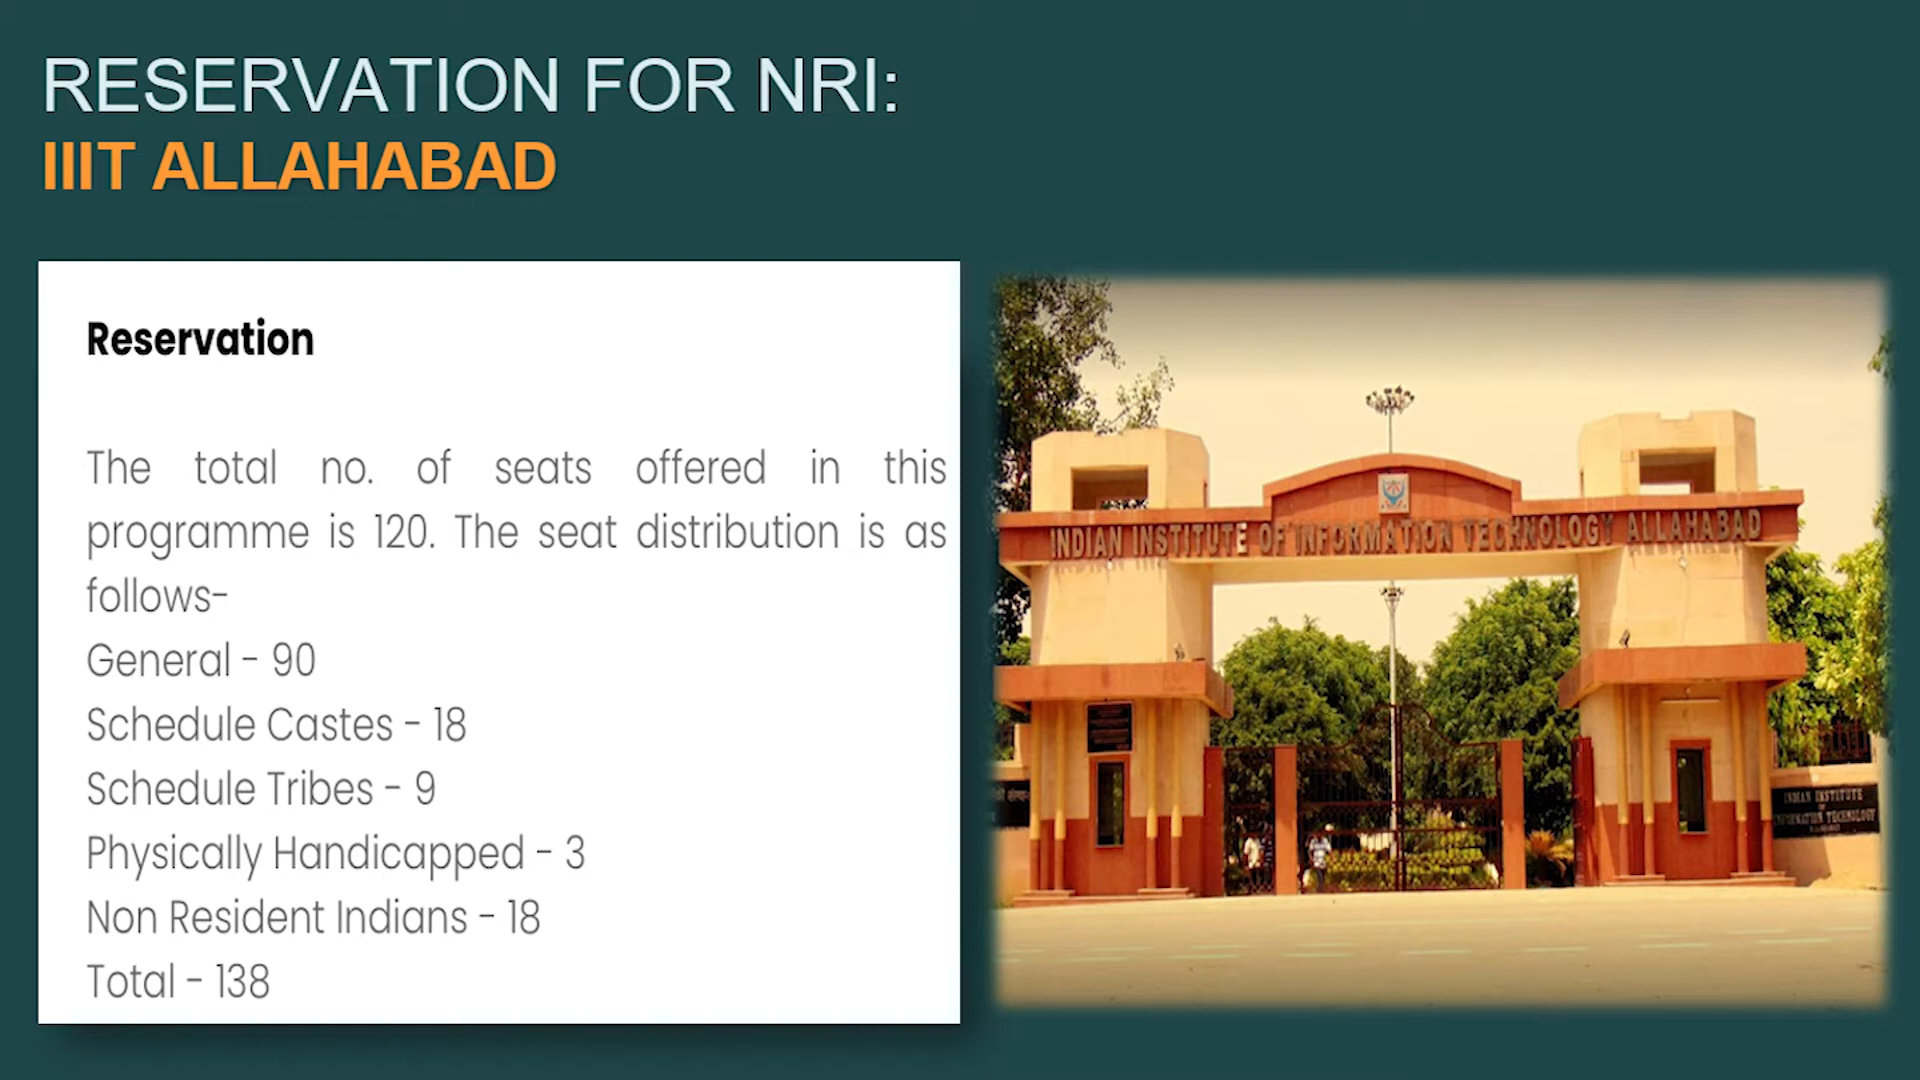 RESERVATION FOR NRI:
IIIT ALLAHABAD
Reservation
The total no. of seats offered in this
programme is 120. The seat distribution is as
follows-
General - 90
Schedule Castes - 18
Schedule Tribes - 9
Physically Handicapped - 3
Non Resident Indians - 18
Total - 138
INDIAN INSTITUTE OF INFORMATION TECHNOLOGY ALLAHABAD
INDIAN INSTITUTE
INFORMATION TECHNOLOGY